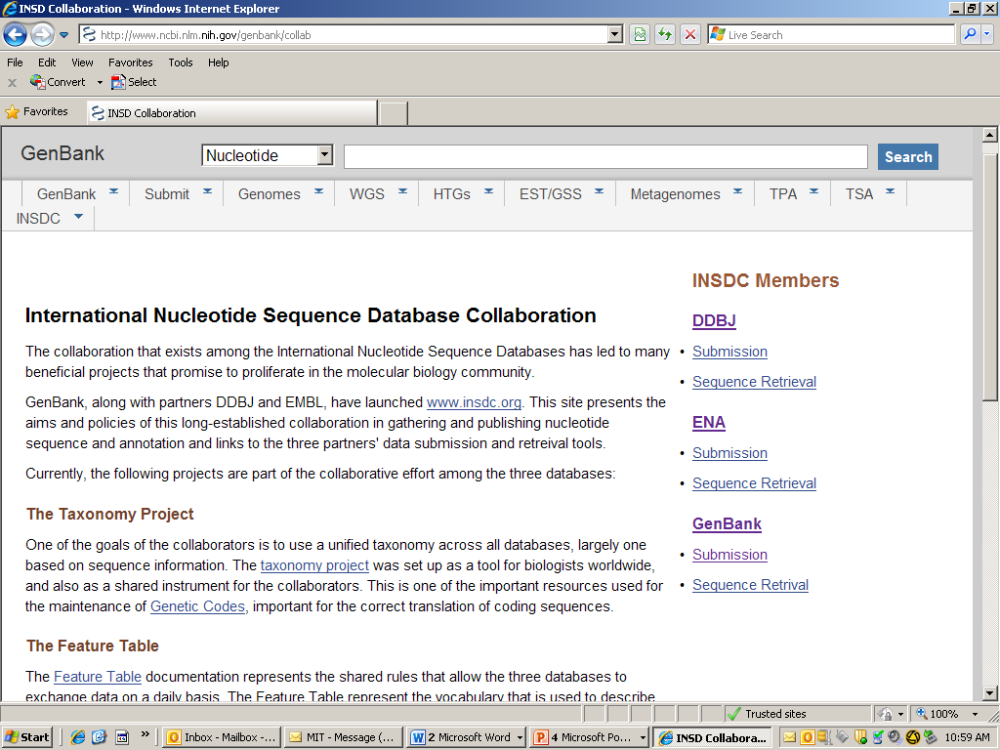 INSD Collaboration - Windows Internet Explorer
http://www.ncbi.nlm.nih.gov/genbank/collab
Live Search
File Edit View Favorites Tools Help
x Convert Select
Favorites INSD Collaboration
GenBank Nucleotide Search
GenBank Submit Genomes WGS HTGs EST/GSS Metagenomes TPA TSA
INSDC
International Nucleotide Sequence Database Collaboration
The collaboration that exists among the International Nucleotide Sequence Databases has led to many
beneficial projects that promise to proliferate in the molecular biology community.
GenBank, along with partners DDBJ and EMBL, have launched www.insdc.org. This site presents the
aims and policies of this long-established collaboration in gathering and publishing nucleotide
sequence and annotation and links to the three partners' data submission and retreival tools.
Currently, the following projects are part of the collaborative effort among the three databases:
The Taxonomy Project
One of the goals of the collaborators is to use a unified taxonomy across all databases, largely one
based on sequence information. The taxonomy project was set up as a tool for biologists worldwide,
and also as a shared instrument for the collaborators. This is one of the important resources used for
the maintenance of Genetic Codes, important for the correct translation of coding sequences.
The Feature Table
The Feature Table documentation represents the shared rules that allow the three databases to
exchange data on a daily basis. The Feature Table represent the vocabulary that is used to describe
INSDC Members
DDBJ
• Submission
• Sequence Retrieval
ENA
• Submission
• Sequence Retrieval
GenBank
• Submission
• Sequence Retrival
Trusted sites 100%
Start » Inbox - Mailbox -... MIT - Message (... 2 Microsoft Word 4 Microsoft Po... INSD Collabora... 10:59 AM